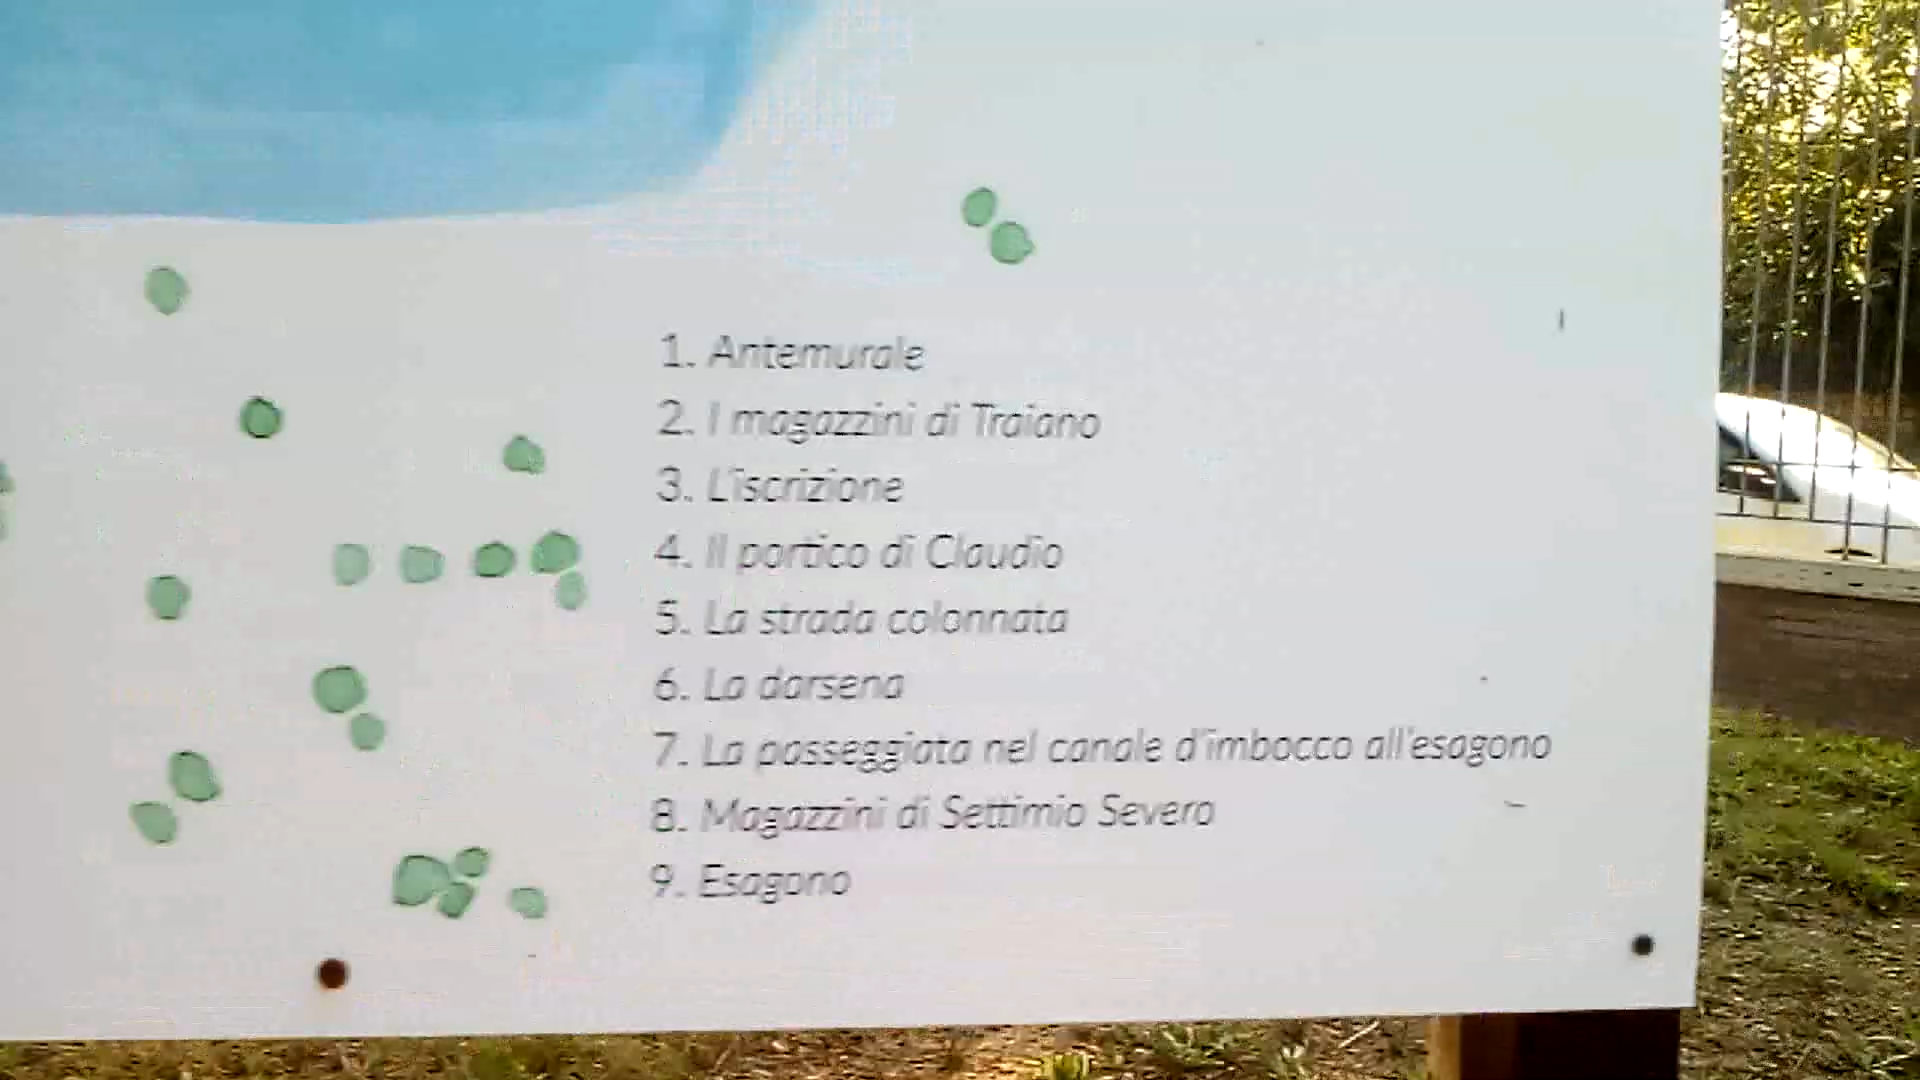 1. Antemurale
2. I magazzini di Traiano
3. L'iscrizione
4. Il portico di Claudio
5. La strada colonnata
6. La darsena
7. La passeggiata nel canale d'imbocco all'esagono
8. Magazzini di Settimio Severo
9. Esagono